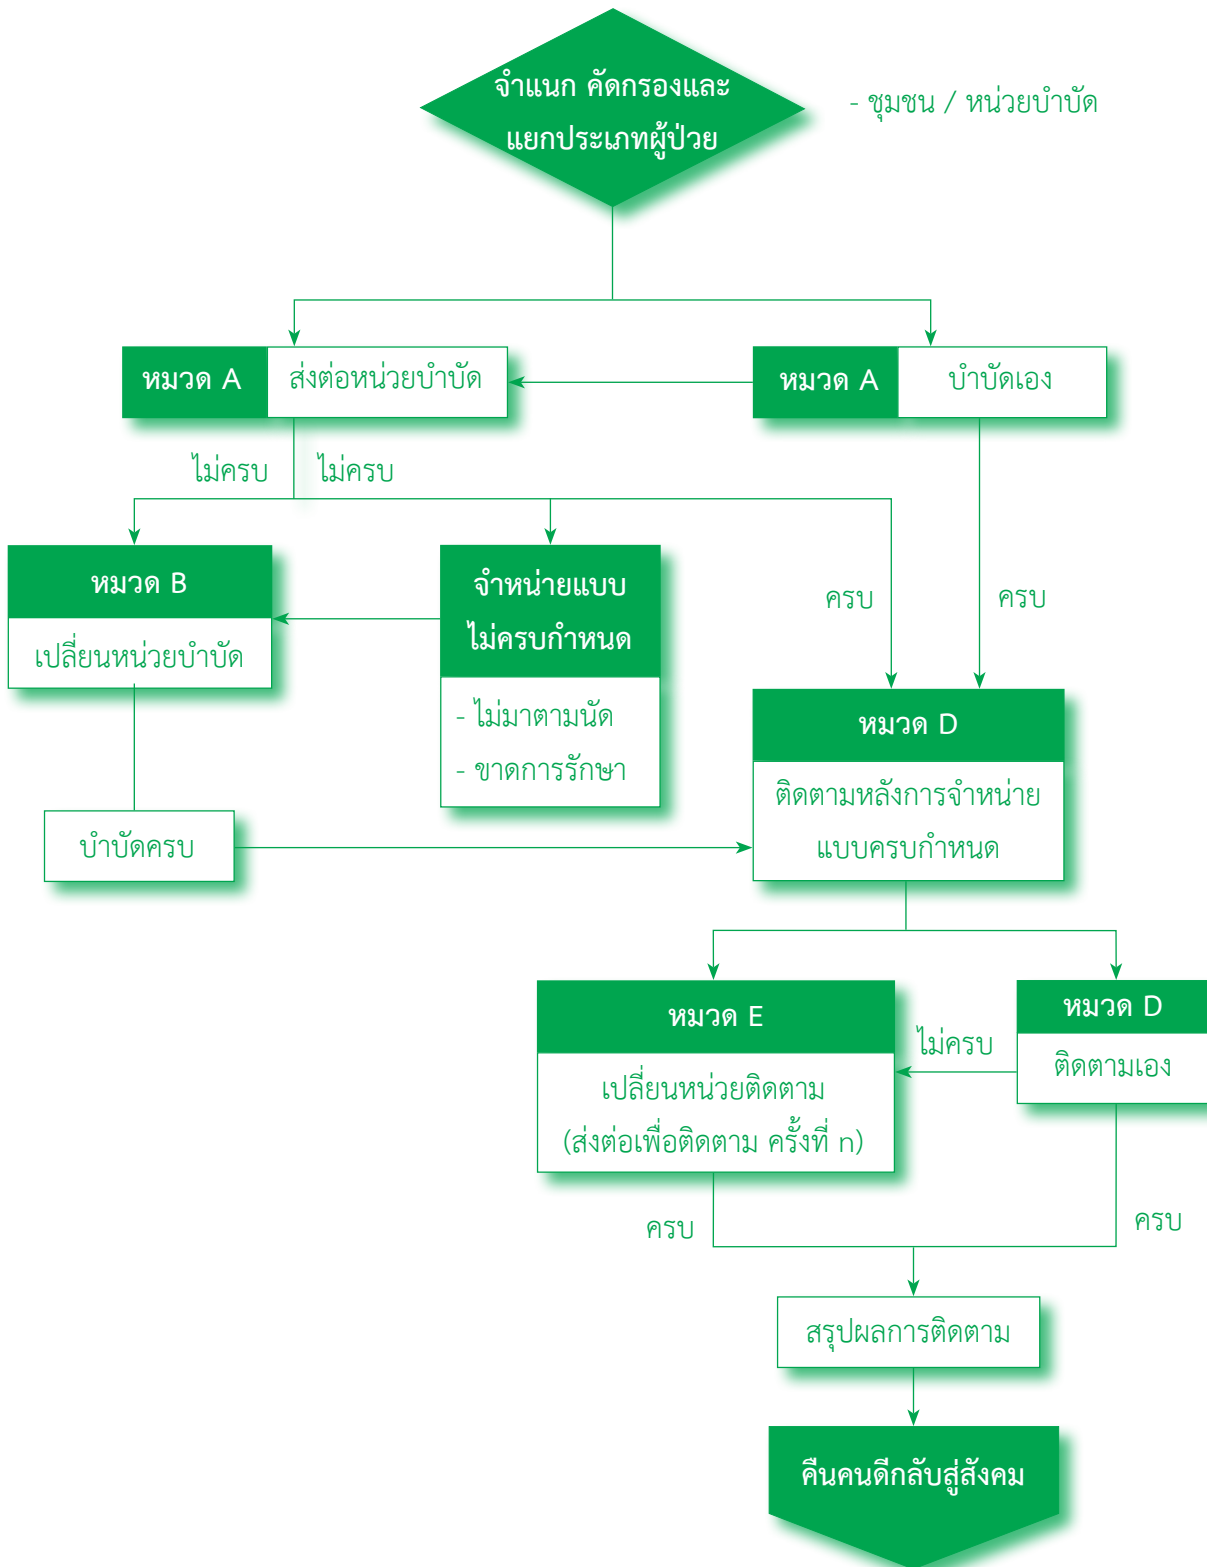 จำแนก คัดกรองและ
แยกประเภทผู้ป่วย
- ชุมชน / หน่วยบำบัด
หมวด A
ส่งต่อหน่วยบำบัด
หมวด A
บำบัดเอง
ไม่ครบ
ไม่ครบ
หมวด B
เปลี่ยนหน่วยบำบัด
จำหน่ายแบบ
ไม่ครบกำหนด
- ไม่มาตามนัด
- ขาดการรักษา
ครบ
ครบ
หมวด D
ติดตามหลังการจำหน่าย
แบบครบกำหนด
บำบัดครบ
หมวด E
เปลี่ยนหน่วยติดตาม
(ส่งต่อเพื่อติดตาม ครั้งที่ n)
ไม่ครบ
หมวด D
ติดตามเอง
ครบ
ครบ
สรุปผลการติดตาม
คืนคนดีกลับสู่สังคม